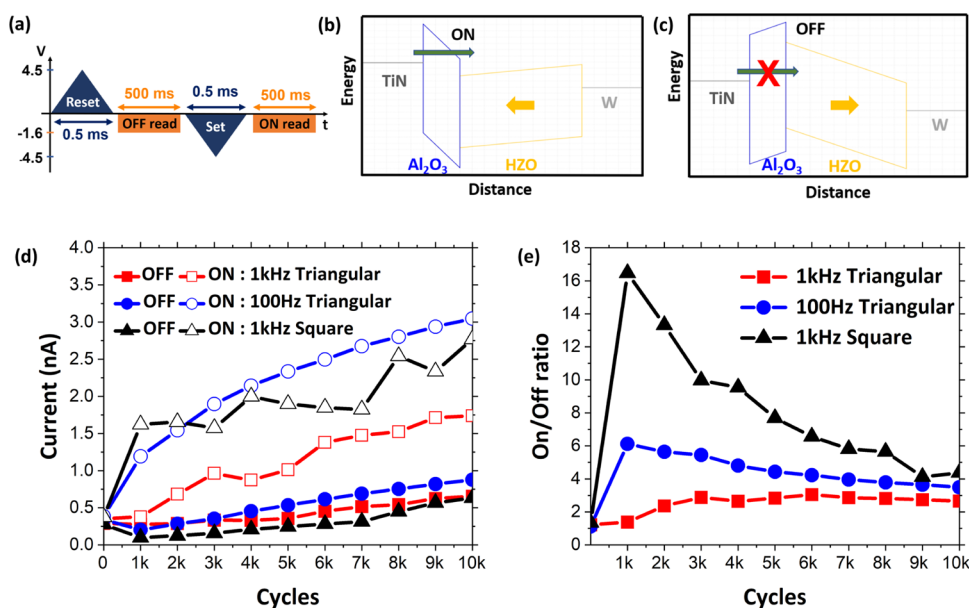 (a)
V
4.5
-1.6
-4.5
Reset
0.5 ms
500 ms
OFF read
0.5 ms
Set
500 ms
ON read
t
(b)
Energy
TiN
ON
W
Al₂O₃
HZO
Distance
(c)
Energy
TiN
OFF
X
W
Al₂O₃
HZO
Distance
(d)
Current (nA)
4.0
3.5
3.0
2.5
2.0
1.5
1.0
0.5
0.0
OFF ON : 1kHz Triangular
OFF ON : 100Hz Triangular
OFF ON : 1kHz Square
0 1k 2k 3k 4k 5k 6k 7k 8k 9k 10k
Cycles
(e)
On/Off ratio
18
16
14
12
10
8
6
4
2
0
1kHz Triangular
100Hz Triangular
1kHz Square
1k 2k 3k 4k 5k 6k 7k 8k 9k 10k
Cycles